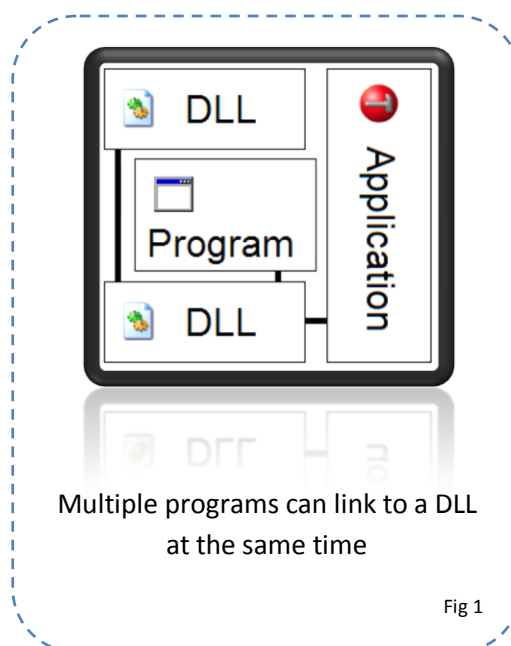 DLL
Application
Program
DLL
Multiple programs can link to a DLL
at the same time
Fig 1